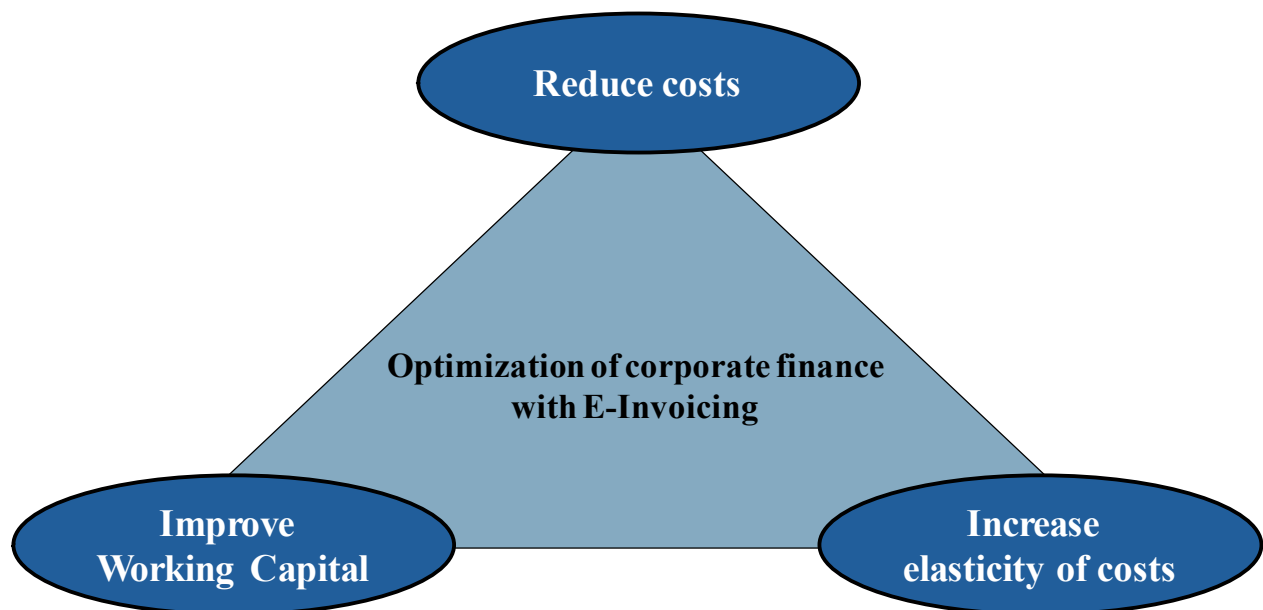 Reduce costs
Optimization of corporate finance
with E-Invoicing
Improve
Working Capital
Increase
elasticity of costs